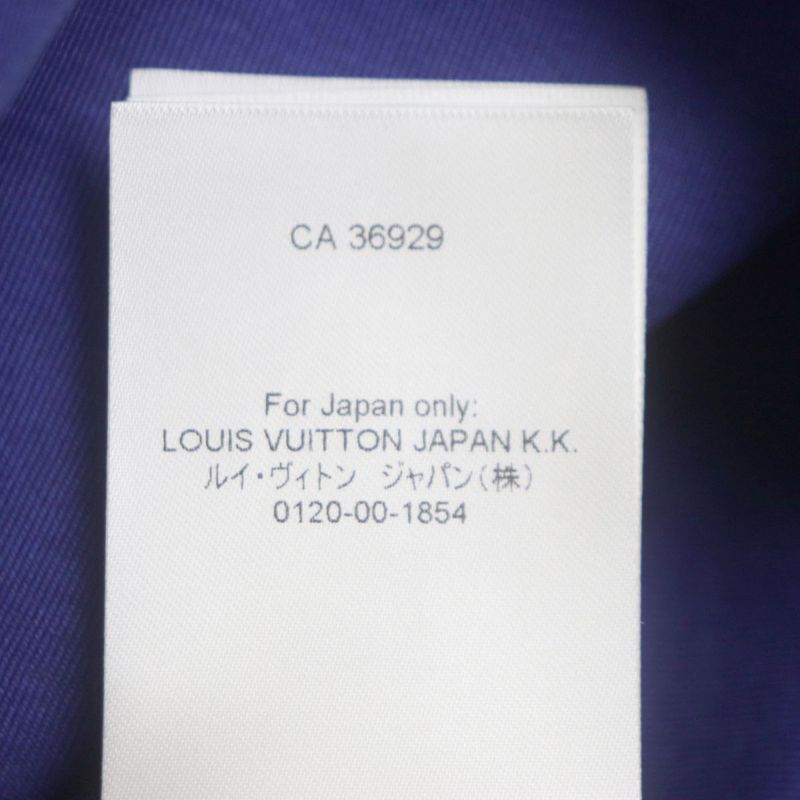 CA 36929
For Japan only:
LOUIS VUITTON JAPAN K.K.
ルイ・ヴィトン ジャパン(株)
0120-00-1854